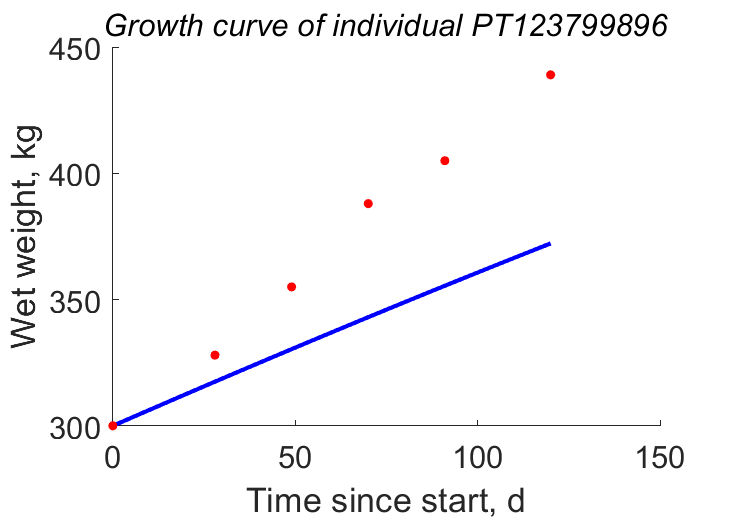 Growth curve of individual PT123799896
Wet weight, kg
450
400
350
300
0 50 100 150
Time since start, d